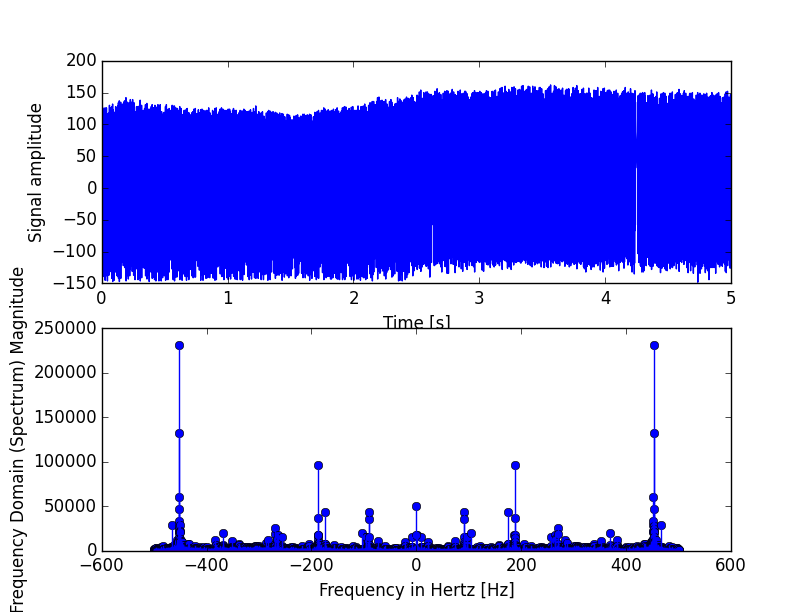 200
150
100
50
0
−50
−100
−150
Signal amplitude
0 1 2 3 4 5
Time [s]
250000
200000
150000
100000
50000
0
Frequency Domain (Spectrum) Magnitude
−600 −400 −200 0 200 400 600
Frequency in Hertz [Hz]